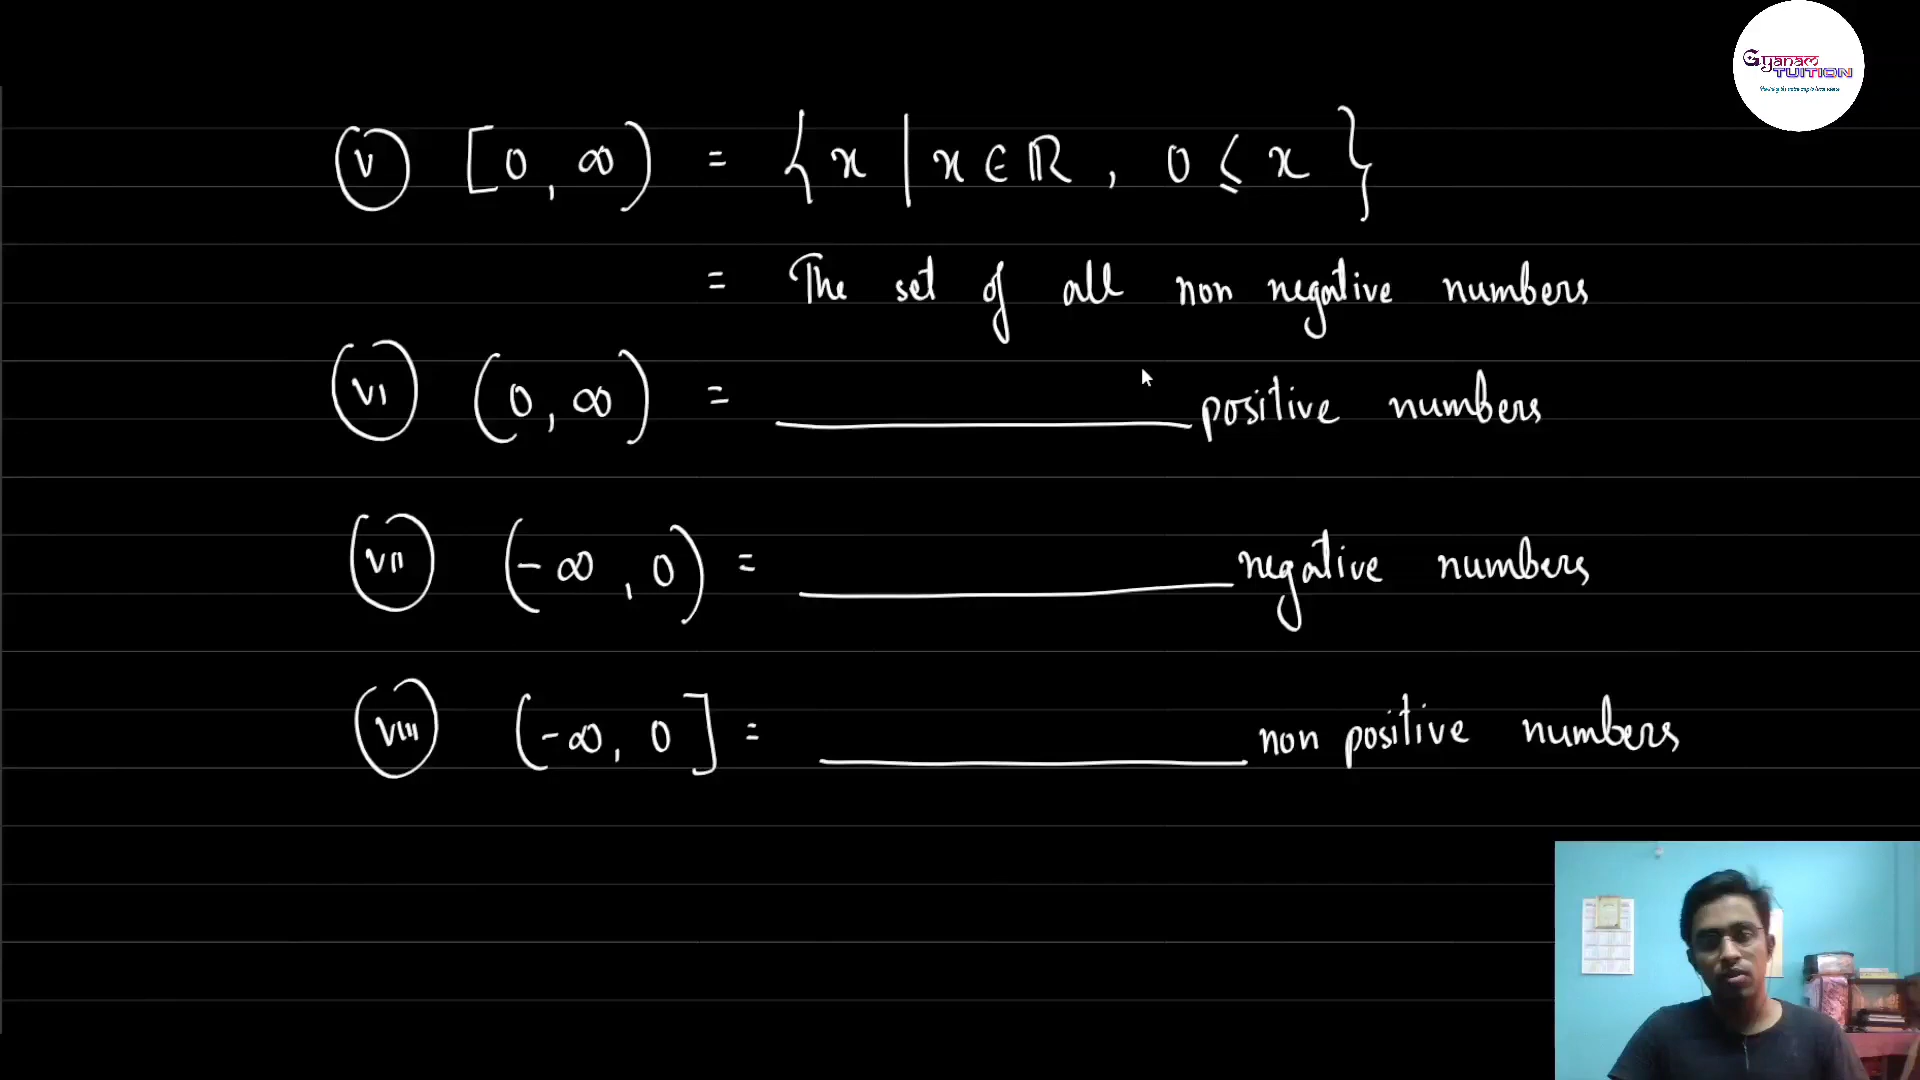 Gyanam
TUITION
(v) [0, ∞) = {x | x ∈ ℝ, 0 ≤ x}
= The set of all non negative numbers
(vi) (0, ∞) = ________ positive numbers
(vii) (-∞, 0) = ________ negative numbers
(viii) (-∞, 0] = ________ non positive numbers